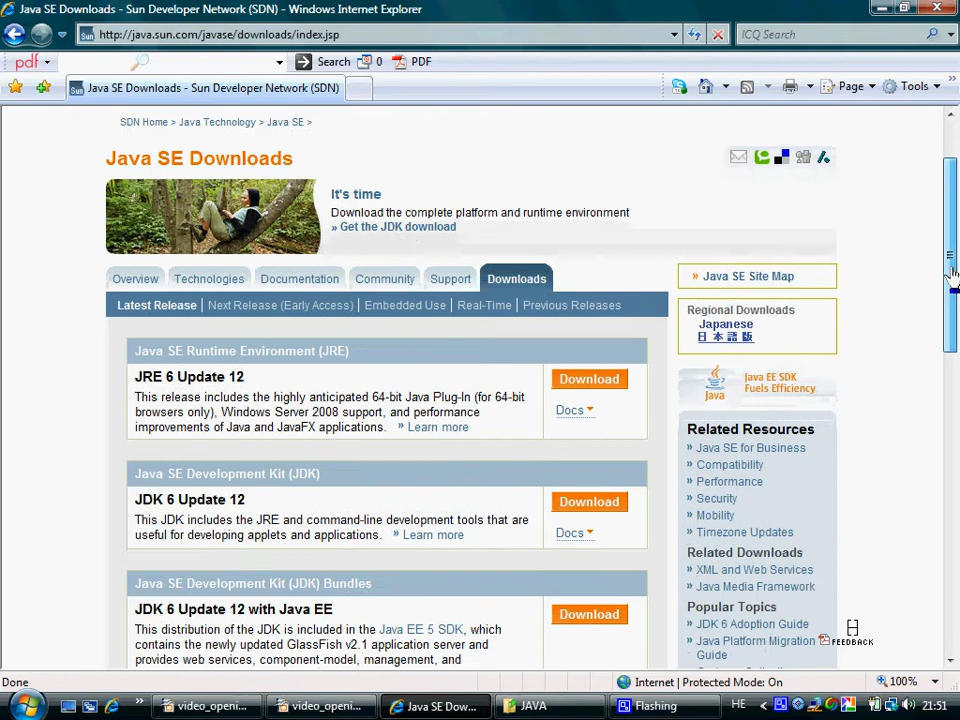 Java SE Downloads - Sun Developer Network (SDN) - Windows Internet Explorer
http://java.sun.com/javase/downloads/index.jsp
ICQ Search
pdf
Search
0
PDF
Java SE Downloads - Sun Developer Network (SDN)
Page
Tools
SDN Home > Java Technology > Java SE >
Java SE Downloads
It's time
Download the complete platform and runtime environment
» Get the JDK download
Overview
Technologies
Documentation
Community
Support
Downloads
Latest Release | Next Release (Early Access) | Embedded Use | Real-Time | Previous Releases
Java SE Runtime Environment (JRE)
JRE 6 Update 12
This release includes the highly anticipated 64-bit Java Plug-In (for 64-bit
browsers only), Windows Server 2008 support, and performance
improvements of Java and JavaFX applications. » Learn more
Download
Docs
Java SE Development Kit (JDK)
JDK 6 Update 12
This JDK includes the JRE and command-line development tools that are
useful for developing applets and applications. » Learn more
Download
Docs
Java SE Development Kit (JDK) Bundles
JDK 6 Update 12 with Java EE
This distribution of the JDK is included in the Java EE 5 SDK, which
contains the newly updated GlassFish v2.1 application server and
provides web services, component-model, management, and
Download
» Java SE Site Map
Regional Downloads
Japanese
日本語版
Java
Java EE SDK
Fuels Efficiency
Related Resources
» Java SE for Business
» Compatibility
» Performance
» Security
» Mobility
» Timezone Updates
Related Downloads
» XML and Web Services
» Java Media Framework
Popular Topics
» JDK 6 Adoption Guide
» Java Platform Migration
Guide
FEEDBACK
Done
Internet | Protected Mode: On
100%
video_openi...
video_openi...
Java SE Dow...
JAVA
Flashing
HE
21:51